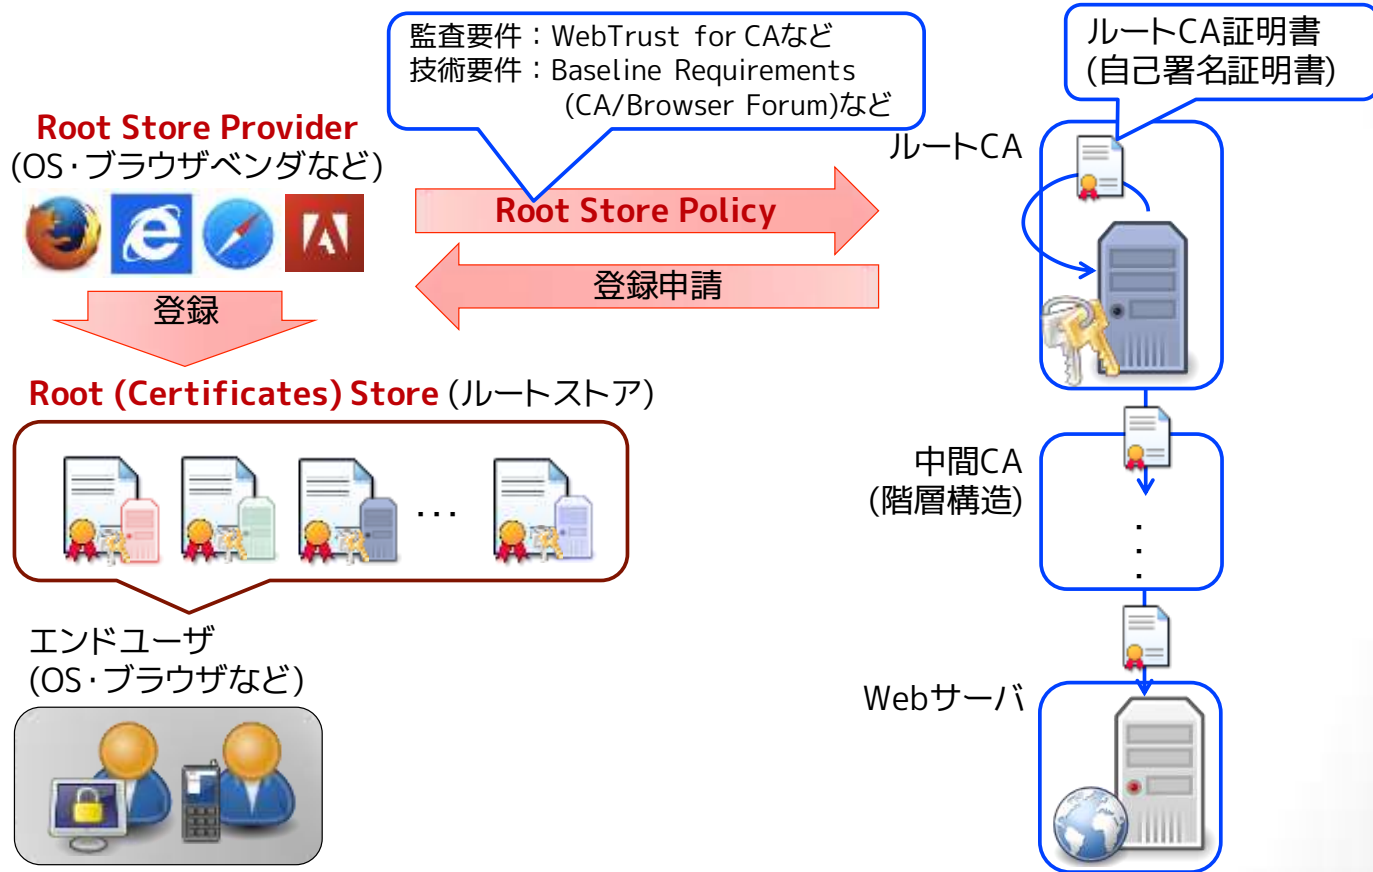 監査要件：WebTrust for CAなど
技術要件：Baseline Requirements
(CA/Browser Forum)など
ルートCA証明書
(自己署名証明書)
Root Store Provider
(OS・ブラウザベンダなど)
ルートCA
Root Store Policy
登録申請
登録
Root (Certificates) Store (ルートストア)
…
中間CA
(階層構造)
エンドユーザ
(OS・ブラウザなど)
Webサーバ